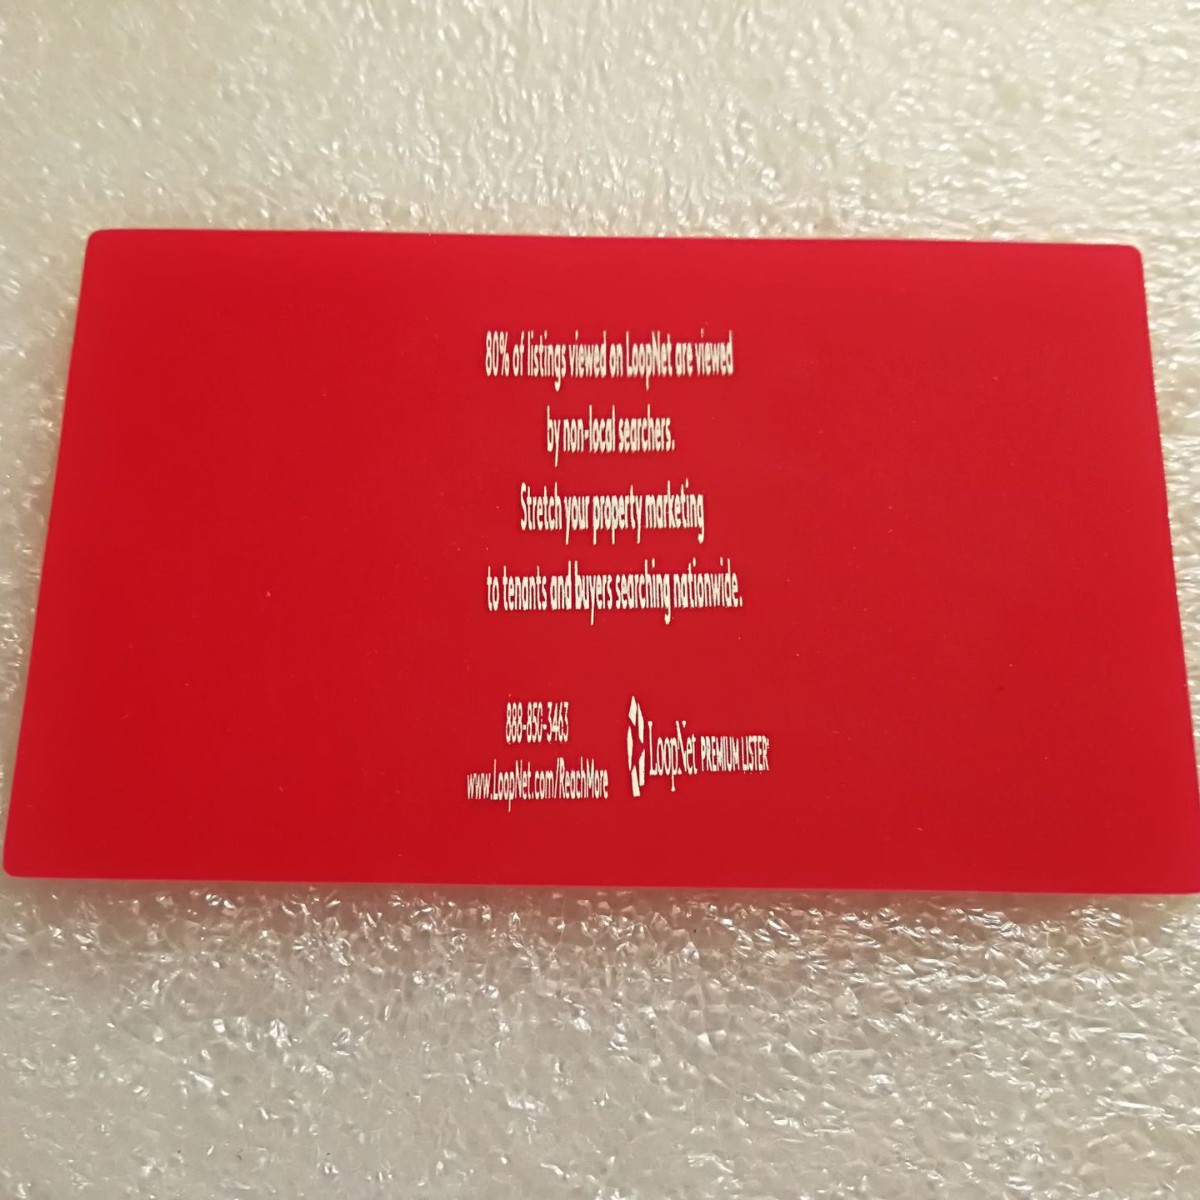 80% of listings viewed on LoopNet are viewed
by non-local searchers.
Stretch your property marketing
to tenants and buyers searching nationwide.
888-850-3463
www.LoopNet.com/ReachMore
LoopNet PREMIUM LISTER®